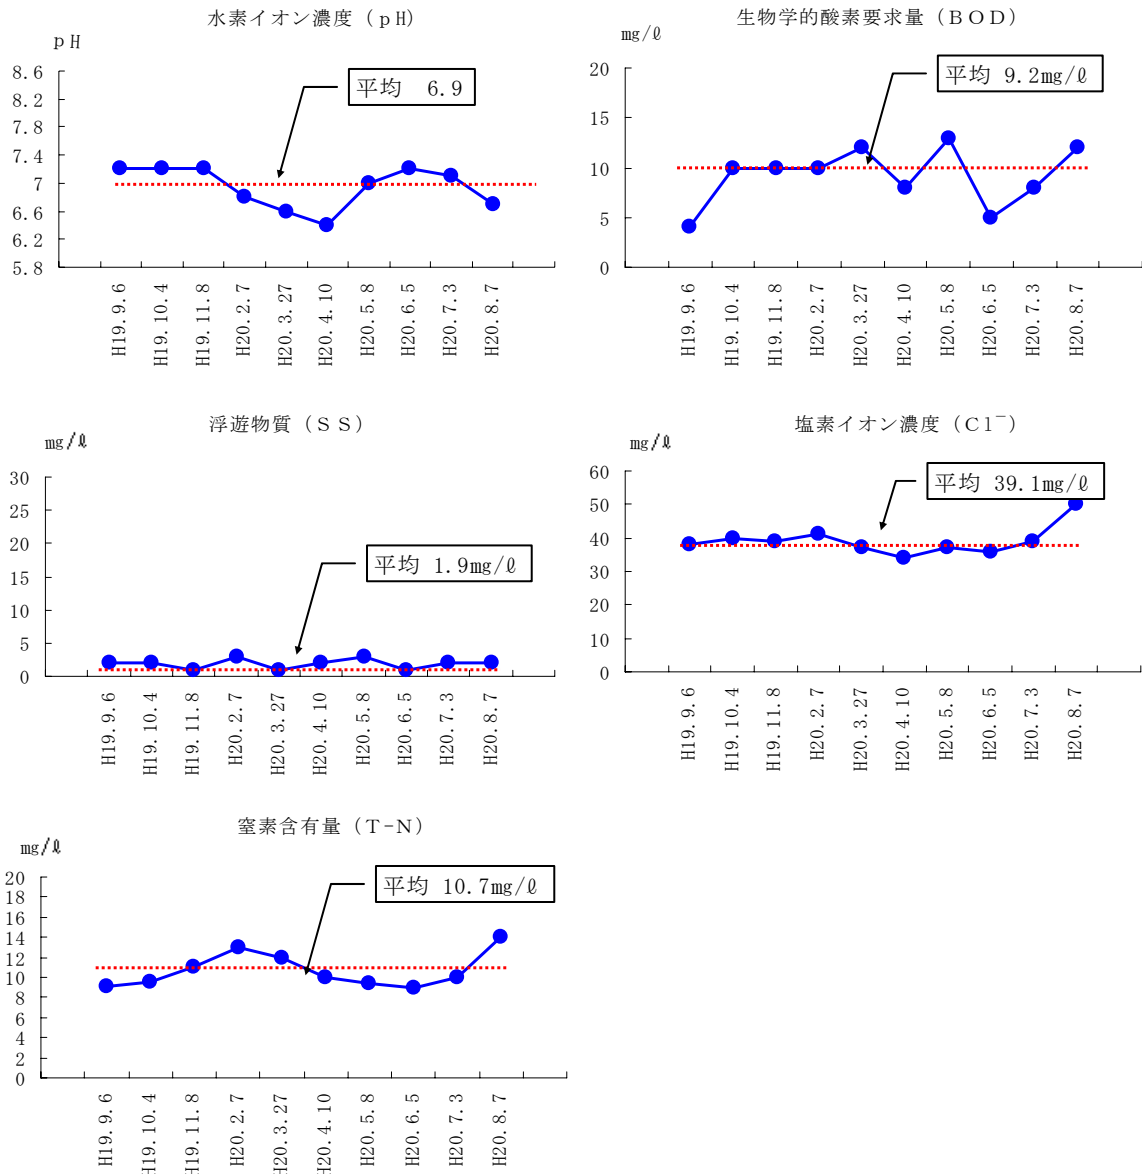 水素イオン濃度(pH)
pH
8.6
8.2
7.8
7.4
7
6.6
6.2
5.8
平均 6.9
H19.9.6
H19.10.4
H19.11.8
H20.2.7
H20.3.27
H20.4.10
H20.5.8
H20.6.5
H20.7.3
H20.8.7
生物学的酸素要求量(BOD)
mg/ℓ
20
15
10
5
0
平均 9.2mg/ℓ
H19.9.6
H19.10.4
H19.11.8
H20.2.7
H20.3.27
H20.4.10
H20.5.8
H20.6.5
H20.7.3
H20.8.7
浮遊物質(SS)
mg/ℓ
30
25
20
15
10
5
0
平均 1.9mg/ℓ
H19.9.6
H19.10.4
H19.11.8
H20.2.7
H20.3.27
H20.4.10
H20.5.8
H20.6.5
H20.7.3
H20.8.7
塩素イオン濃度(Cl⁻)
mg/ℓ
60
50
40
30
20
10
0
平均 39.1mg/ℓ
H19.9.6
H19.10.4
H19.11.8
H20.2.7
H20.3.27
H20.4.10
H20.5.8
H20.6.5
H20.7.3
H20.8.7
窒素含有量(T-N)
mg/ℓ
20
18
16
14
12
10
8
6
4
2
0
平均 10.7mg/ℓ
H19.9.6
H19.10.4
H19.11.8
H20.2.7
H20.3.27
H20.4.10
H20.5.8
H20.6.5
H20.7.3
H20.8.7